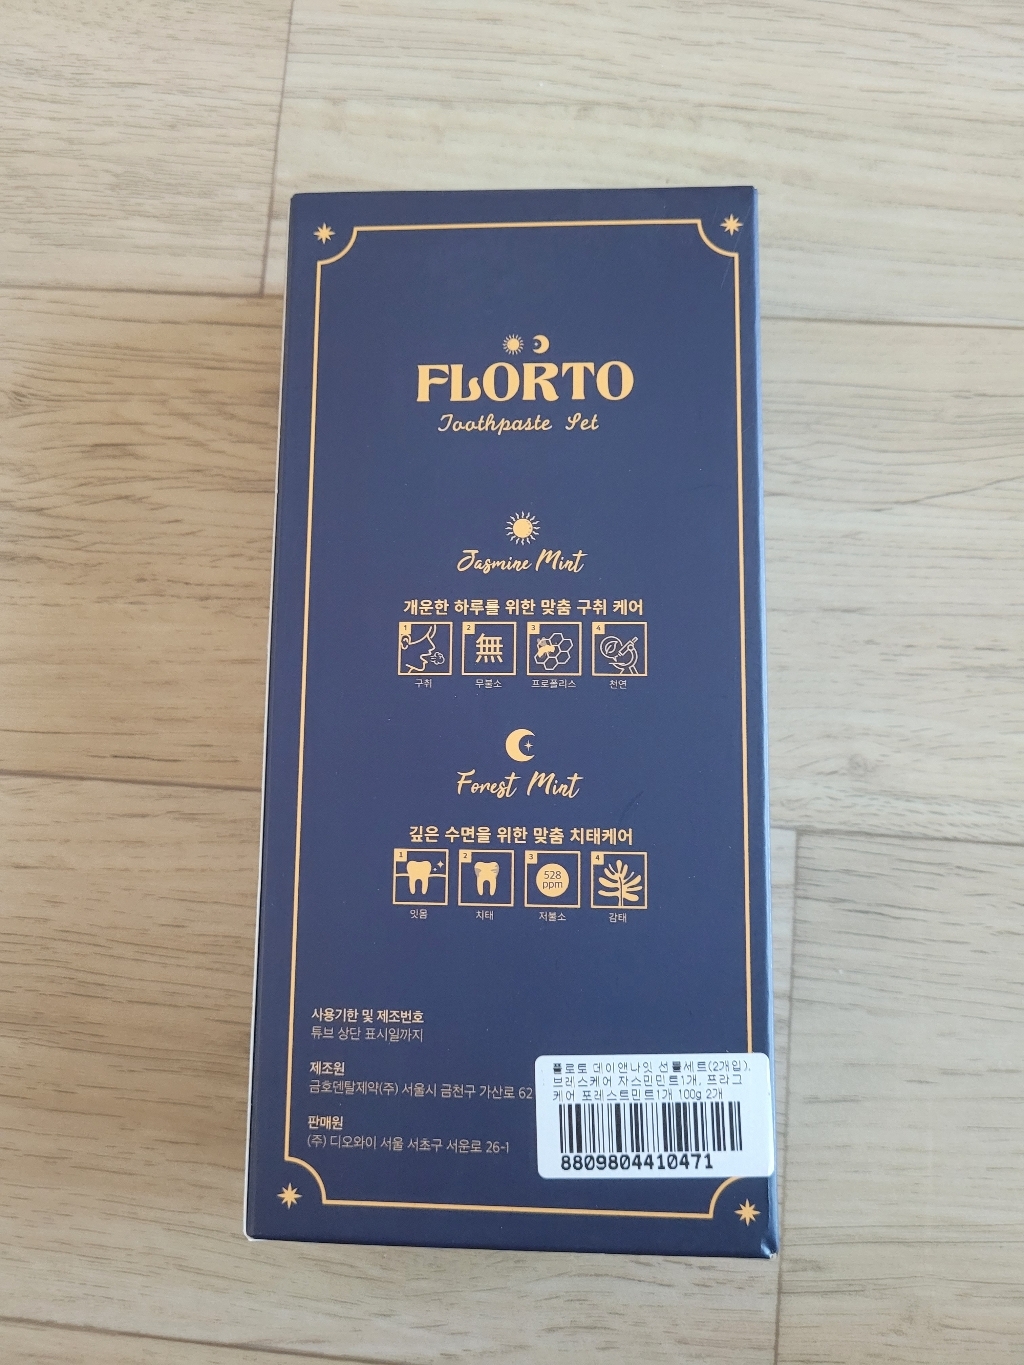 FLORTO
Toothpaste Set
Jasmine Mint
개운한 하루를 위한 맞춤 구취 케어
1 2 3 4
無
구취 무불소 프로폴리스 천연
Forest Mint
깊은 수면을 위한 맞춤 치태케어
1 2 3 4
528
ppm
잇몸 치태 저불소 감태
사용기한 및 제조번호
튜브 상단 표시일까지
제조원
금호덴탈제약(주) 서울시 금천구 가산로 62
판매원
(주) 디오와이 서울 서초구 서운로 26-1
플로토 데이앤나잇 선물세트(2개입).
브레스케어 자스민민트1개, 프라그
케어 포레스트민트1개 100g 2개
8809804410471